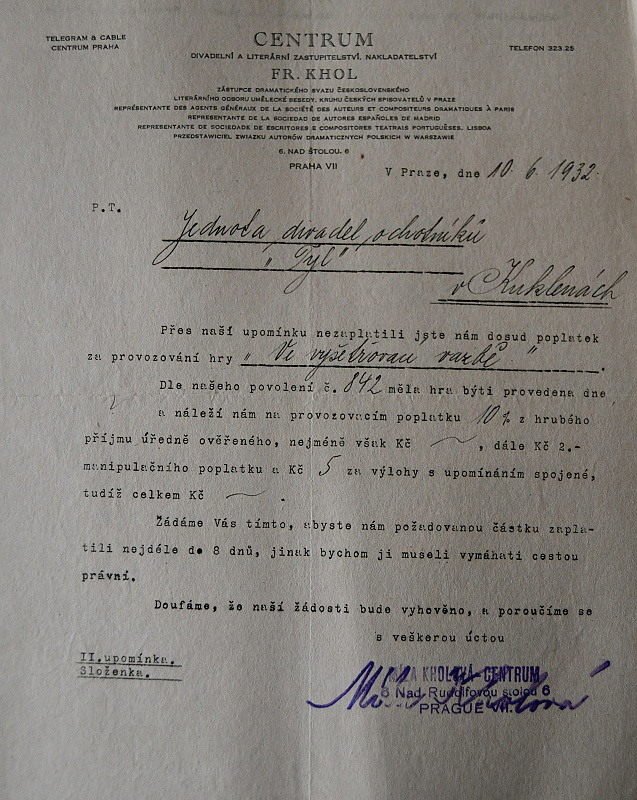 TELEGRAM & CABLE
CENTRUM PRAHA
CENTRUM
DIVADELNÍ A LITERÁRNÍ ZASTUPITELSTVÍ. NAKLADATELSTVÍ
TELEFON 323.25
FR. KHOL
ZÁSTUPCE DRAMATICKÉHO SVAZU ČESKOSLOVENSKÉHO
LITERÁRNÍHO ODBORU UMĚLECKÉ BESEDY, KRUHU ČESKÝCH SPISOVATELŮ V PRAZE
REPRÉSENTANTE DES AGENTS GÉNÉRAUX DE LA SOCIÉTÉ DES AUTEURS ET COMPOSITEURS DRAMATIQUES À PARIS
REPRESENTANTE DE LA SOCIEDAD DE AUTORES ESPAÑOLES DE MADRID
REPRESENTANTE DE SOCIEDADE DE ESCRITORES E COMPOSITORES TEATRAIS PORTUGUÊSES, LISBOA
PRZEDSTAWICIEL ZWIAZKU AUTORÓW DRAMATICZNYCH POLSKICH W WARSZAWIE
6. NAD ŠTOLOU. 6
PRAHA VII
V Praze, dne 10. 6. 1932.
P.T.
Jednota divadel. ochotníků
"Tyl"
v Kuklenách
Přes naší upomínku nezaplatili jste nám dosud poplatek
za provozování hry " Ve vyšetřovací vazbě ".
Dle našeho povolení č. 842 měla hra býti provedena dne
a náleží nám na provozovacím poplatku 10% z hrubého
příjmu úředně ověřeného, nejméně však Kč ~, dále Kč 2.-
manipulačního poplatku a Kč 5 za výlohy s upomínáním spojené,
tudíž celkem Kč ~ .
Žádáme Vás tímto, abyste nám požadovanou částku zapla-
tili nejdéle do 8 dnů, jinak bychom ji museli vymáhati cestou
právní.
Doufáme, že naší žádosti bude vyhověno, a poroučíme se
s veškerou úctou
II. upomínka.
Složenka.
KHOLOVÁ-CENTRUM
6 Nad Rudolfovou štolou 6
PRAGUE VII.
Kholová